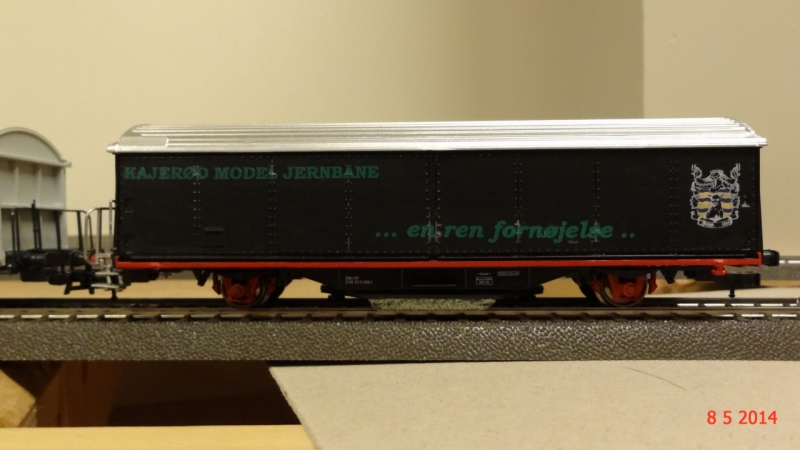 KAJERØD MODEL JERNBANE
... en ren fornøjelse ..
8 5 2014